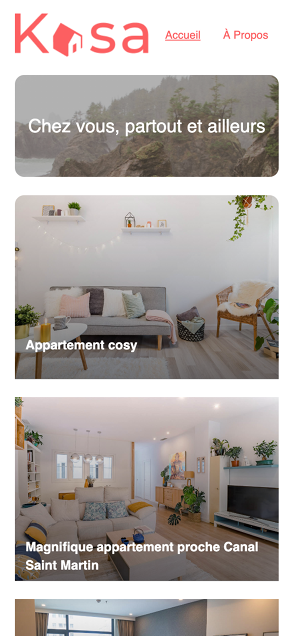 Kasa
Accueil
À Propos
Chez vous, partout et ailleurs
Appartement cosy
Magnifique appartement proche Canal
Saint Martin